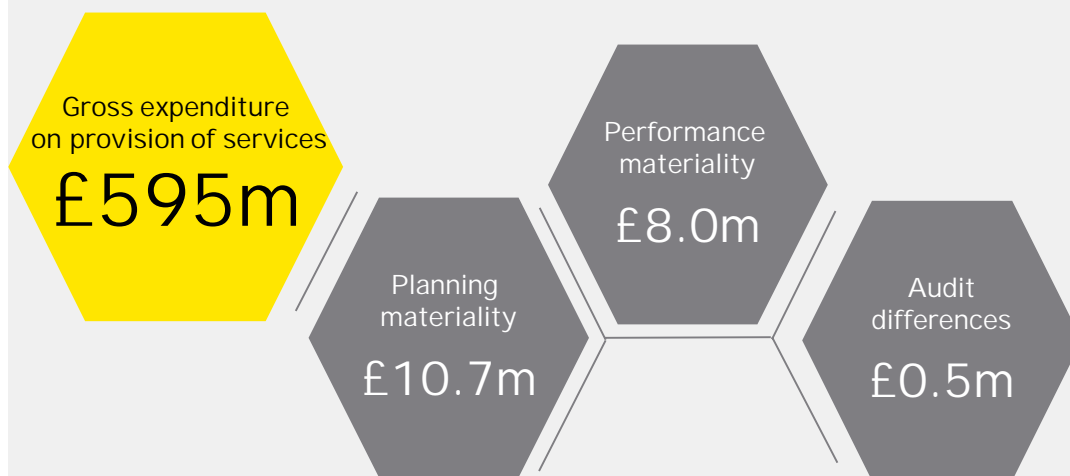 Gross expenditure
on provision of services
£595m
Planning
materiality
£10.7m
Performance
materiality
£8.0m
Audit
differences
£0.5m